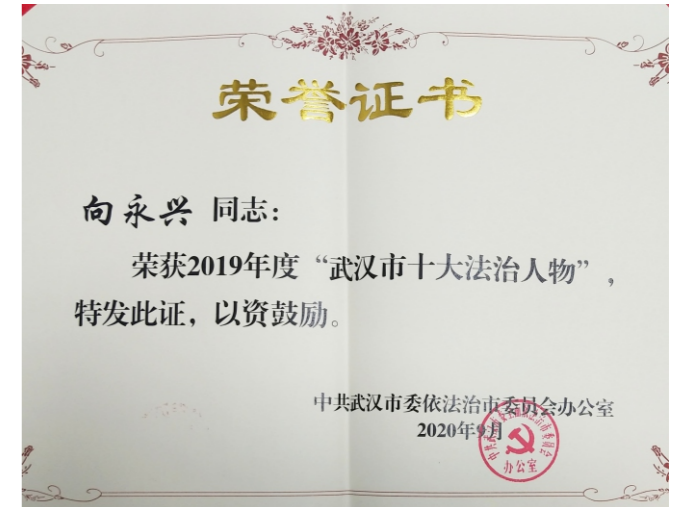 荣誉证书
向永兴 同志：
荣获2019年度“武汉市十大法治人物”，
特发此证，以资鼓励。
中共武汉市委依法治市委员会办公室
2020年9月
办公室